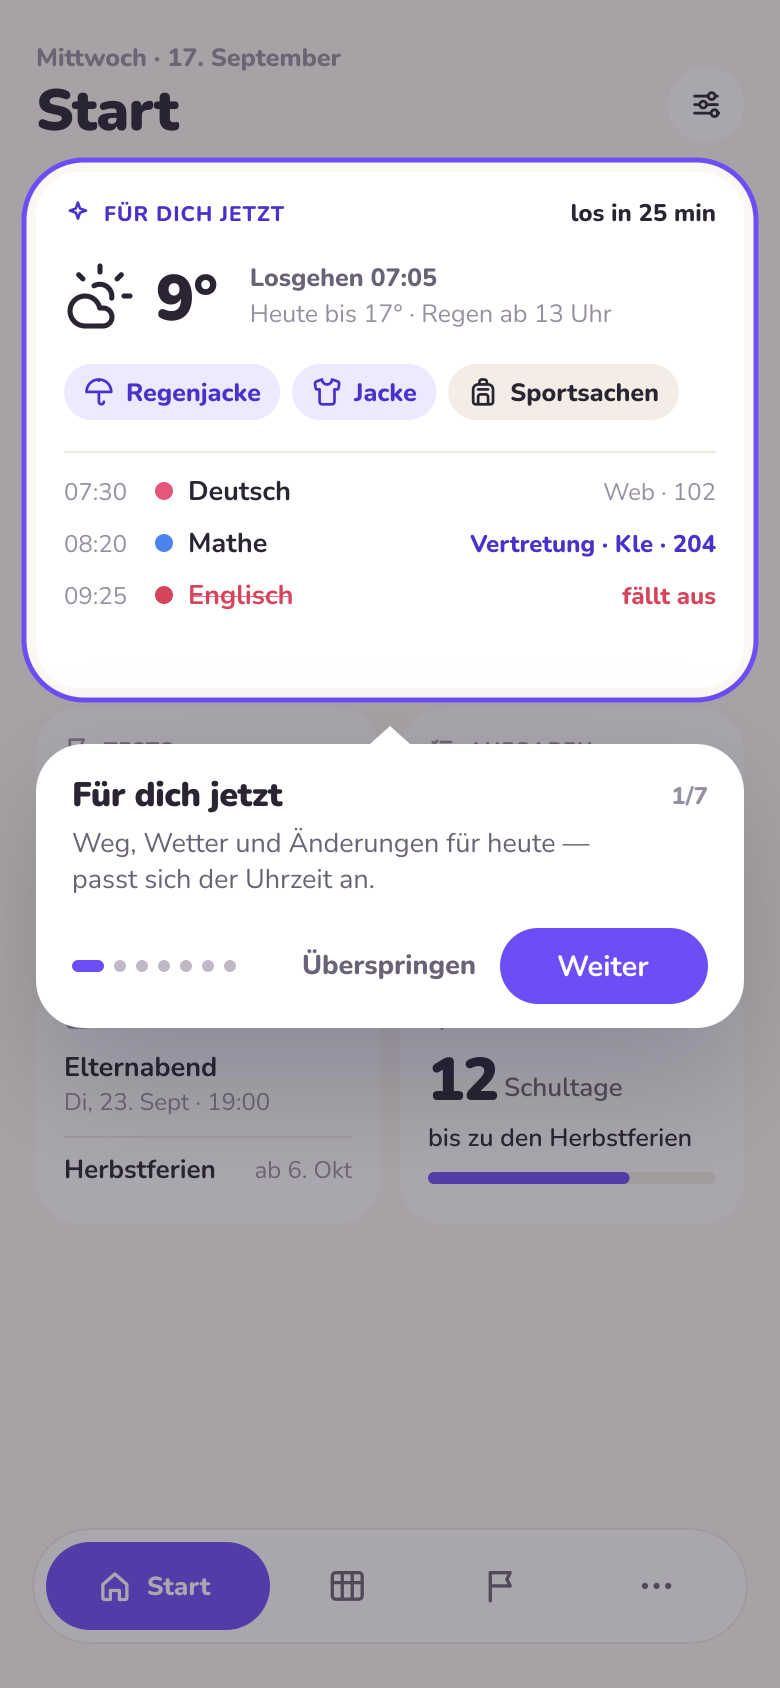 Mittwoch · 17. September
Start
FÜR DICH JETZT
los in 25 min
9°
Losgehen 07:05
Heute bis 17° · Regen ab 13 Uhr
Regenjacke
Jacke
Sportsachen
07:30 Deutsch Web · 102
08:20 Mathe Vertretung · Kle · 204
09:25 Englisch fällt aus
Für dich jetzt 1/7
Weg, Wetter und Änderungen für heute —
passt sich der Uhrzeit an.
Überspringen
Weiter
Elternabend
Di, 23. Sept · 19:00
Herbstferien ab 6. Okt
12 Schultage
bis zu den Herbstferien
Start